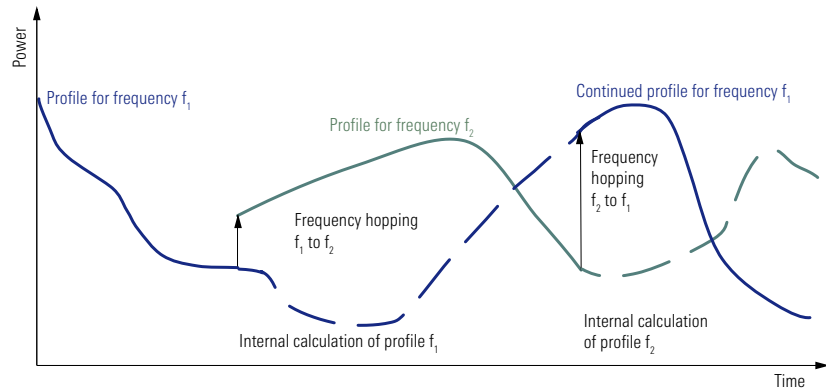 Power
Profile for frequency f1
Continued profile for frequency f1
Profile for frequency f2
Frequency
hopping
f2 to f1
Frequency hopping
f1 to f2
Internal calculation of profile f1
Internal calculation
of profile f2
Time